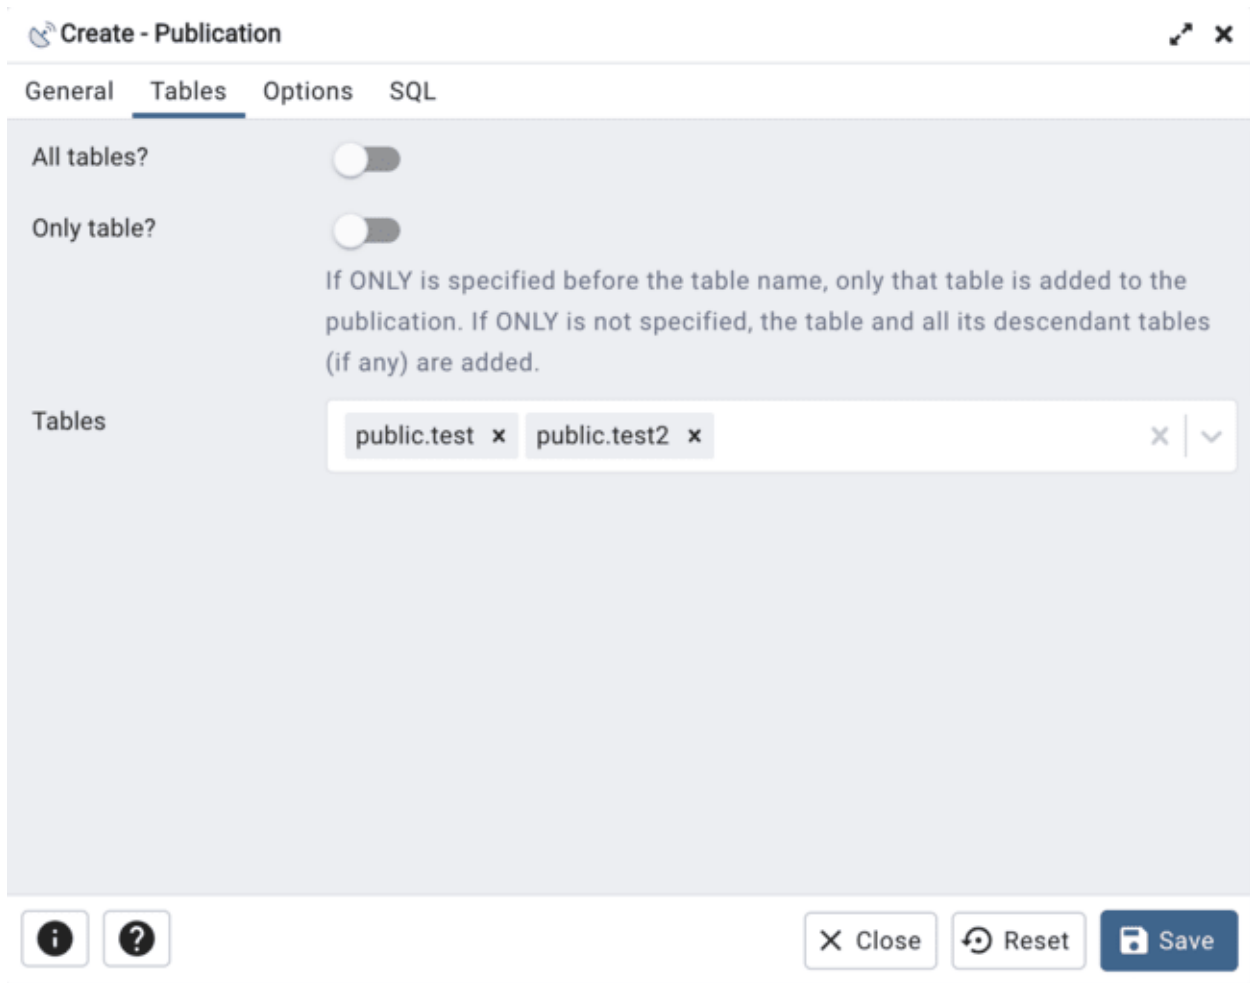 Create - Publication
General Tables Options SQL
All tables?
Only table?
If ONLY is specified before the table name, only that table is added to the
publication. If ONLY is not specified, the table and all its descendant tables
(if any) are added.
Tables public.test public.test2
Close Reset Save